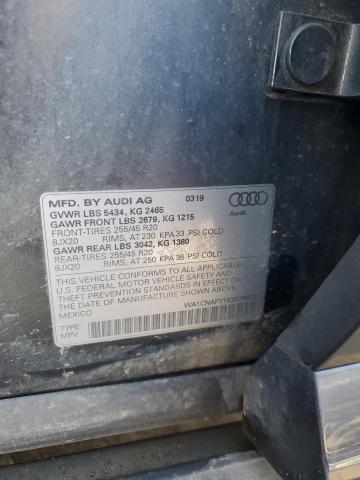 MFD. BY AUDI AG 0319
GVWR LBS 5434, KG 2465
GAWR FRONT LBS 2679, KG 1215
FRONT-TIRES 255/45 R20
8JX20 RIMS, AT 230 KPA 33 PSI COLD
GAWR REAR LBS 3042, KG 1380
REAR-TIRES 255/45 R20
8JX20 RIMS, AT 250 KPA 36 PSI COLD
THIS VEHICLE CONFORMS TO ALL APPLICABLE
U.S. FEDERAL MOTOR VEHICLE SAFETY, BUMPER, AND
THEFT PREVENTION STANDARDS IN EFFECT ON THE
DATE OF MANUFACTURE SHOWN ABOVE.
MEXICO
TYPE:
MPV
Audi